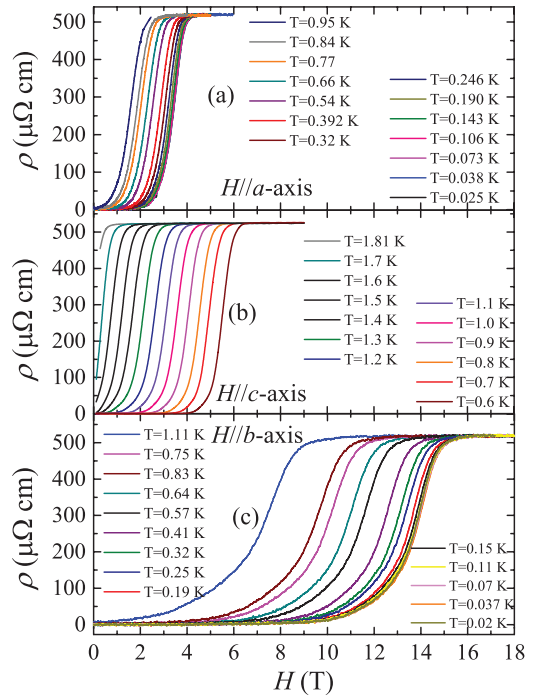 500
400
300
200
100
0
ρ (μΩ cm)
(a)
T=0.95 K
T=0.84 K
T=0.77
T=0.66 K
T=0.54 K
T=0.392 K
T=0.32 K
T=0.246 K
T=0.190 K
T=0.143 K
T=0.106 K
T=0.073 K
T=0.038 K
T=0.025 K
H//a-axis
500
400
300
200
100
0
ρ (μΩ cm)
(b)
T=1.81 K
T=1.7 K
T=1.6 K
T=1.5 K
T=1.4 K
T=1.3 K
T=1.2 K
T=1.1 K
T=1.0 K
T=0.9 K
T=0.8 K
T=0.7 K
T=0.6 K
H//c-axis
500
400
300
200
100
0
ρ (μΩ cm)
H//b-axis
T=1.11 K
T=0.75 K
T=0.83 K
T=0.64 K
T=0.57 K
T=0.41 K
T=0.32 K
T=0.25 K
T=0.19 K
(c)
T=0.15 K
T=0.11 K
T=0.07 K
T=0.037 K
T=0.02 K
0 2 4 6 8 10 12 14 16 18
H (T)